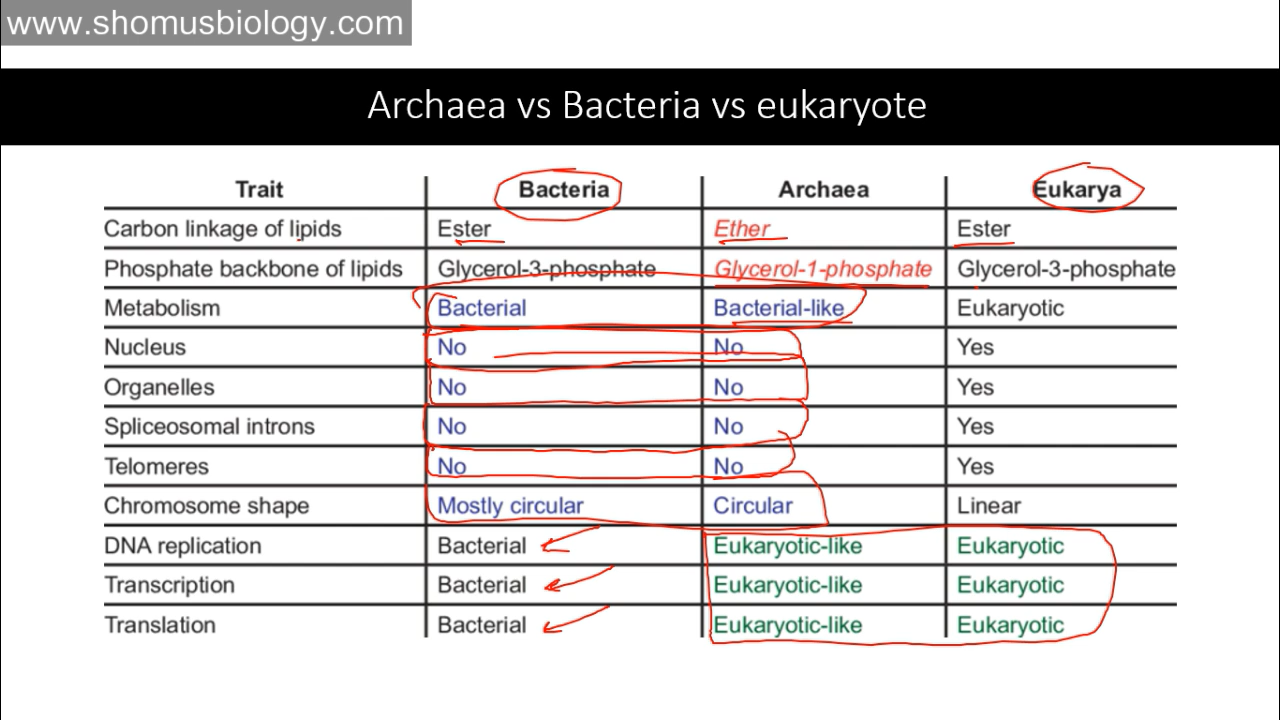 www.shomusbiology.com
Archaea vs Bacteria vs eukaryote
Trait Bacteria Archaea Eukarya
Carbon linkage of lipids Ester Ether Ester
Phosphate backbone of lipids Glycerol-3-phosphate Glycerol-1-phosphate Glycerol-3-phosphate
Metabolism Bacterial Bacterial-like Eukaryotic
Nucleus No No Yes
Organelles No No Yes
Spliceosomal introns No No Yes
Telomeres No No Yes
Chromosome shape Mostly circular Circular Linear
DNA replication Bacterial Eukaryotic-like Eukaryotic
Transcription Bacterial Eukaryotic-like Eukaryotic
Translation Bacterial Eukaryotic-like Eukaryotic